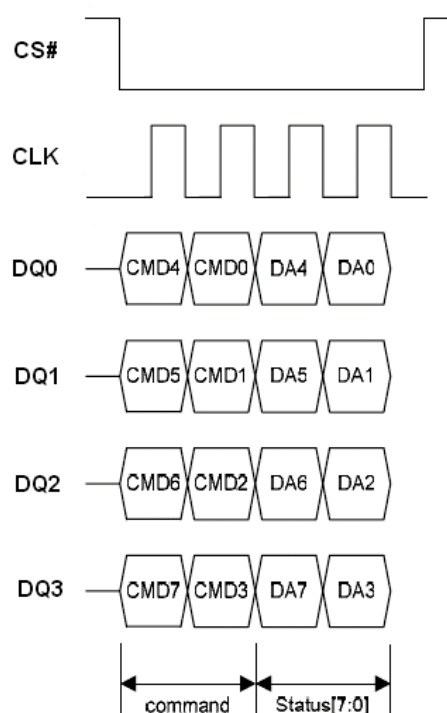 CS#
CLK
DQ0 CMD4 CMD0 DA4 DA0
DQ1 CMD5 CMD1 DA5 DA1
DQ2 CMD6 CMD2 DA6 DA2
DQ3 CMD7 CMD3 DA7 DA3
command Status[7:0]